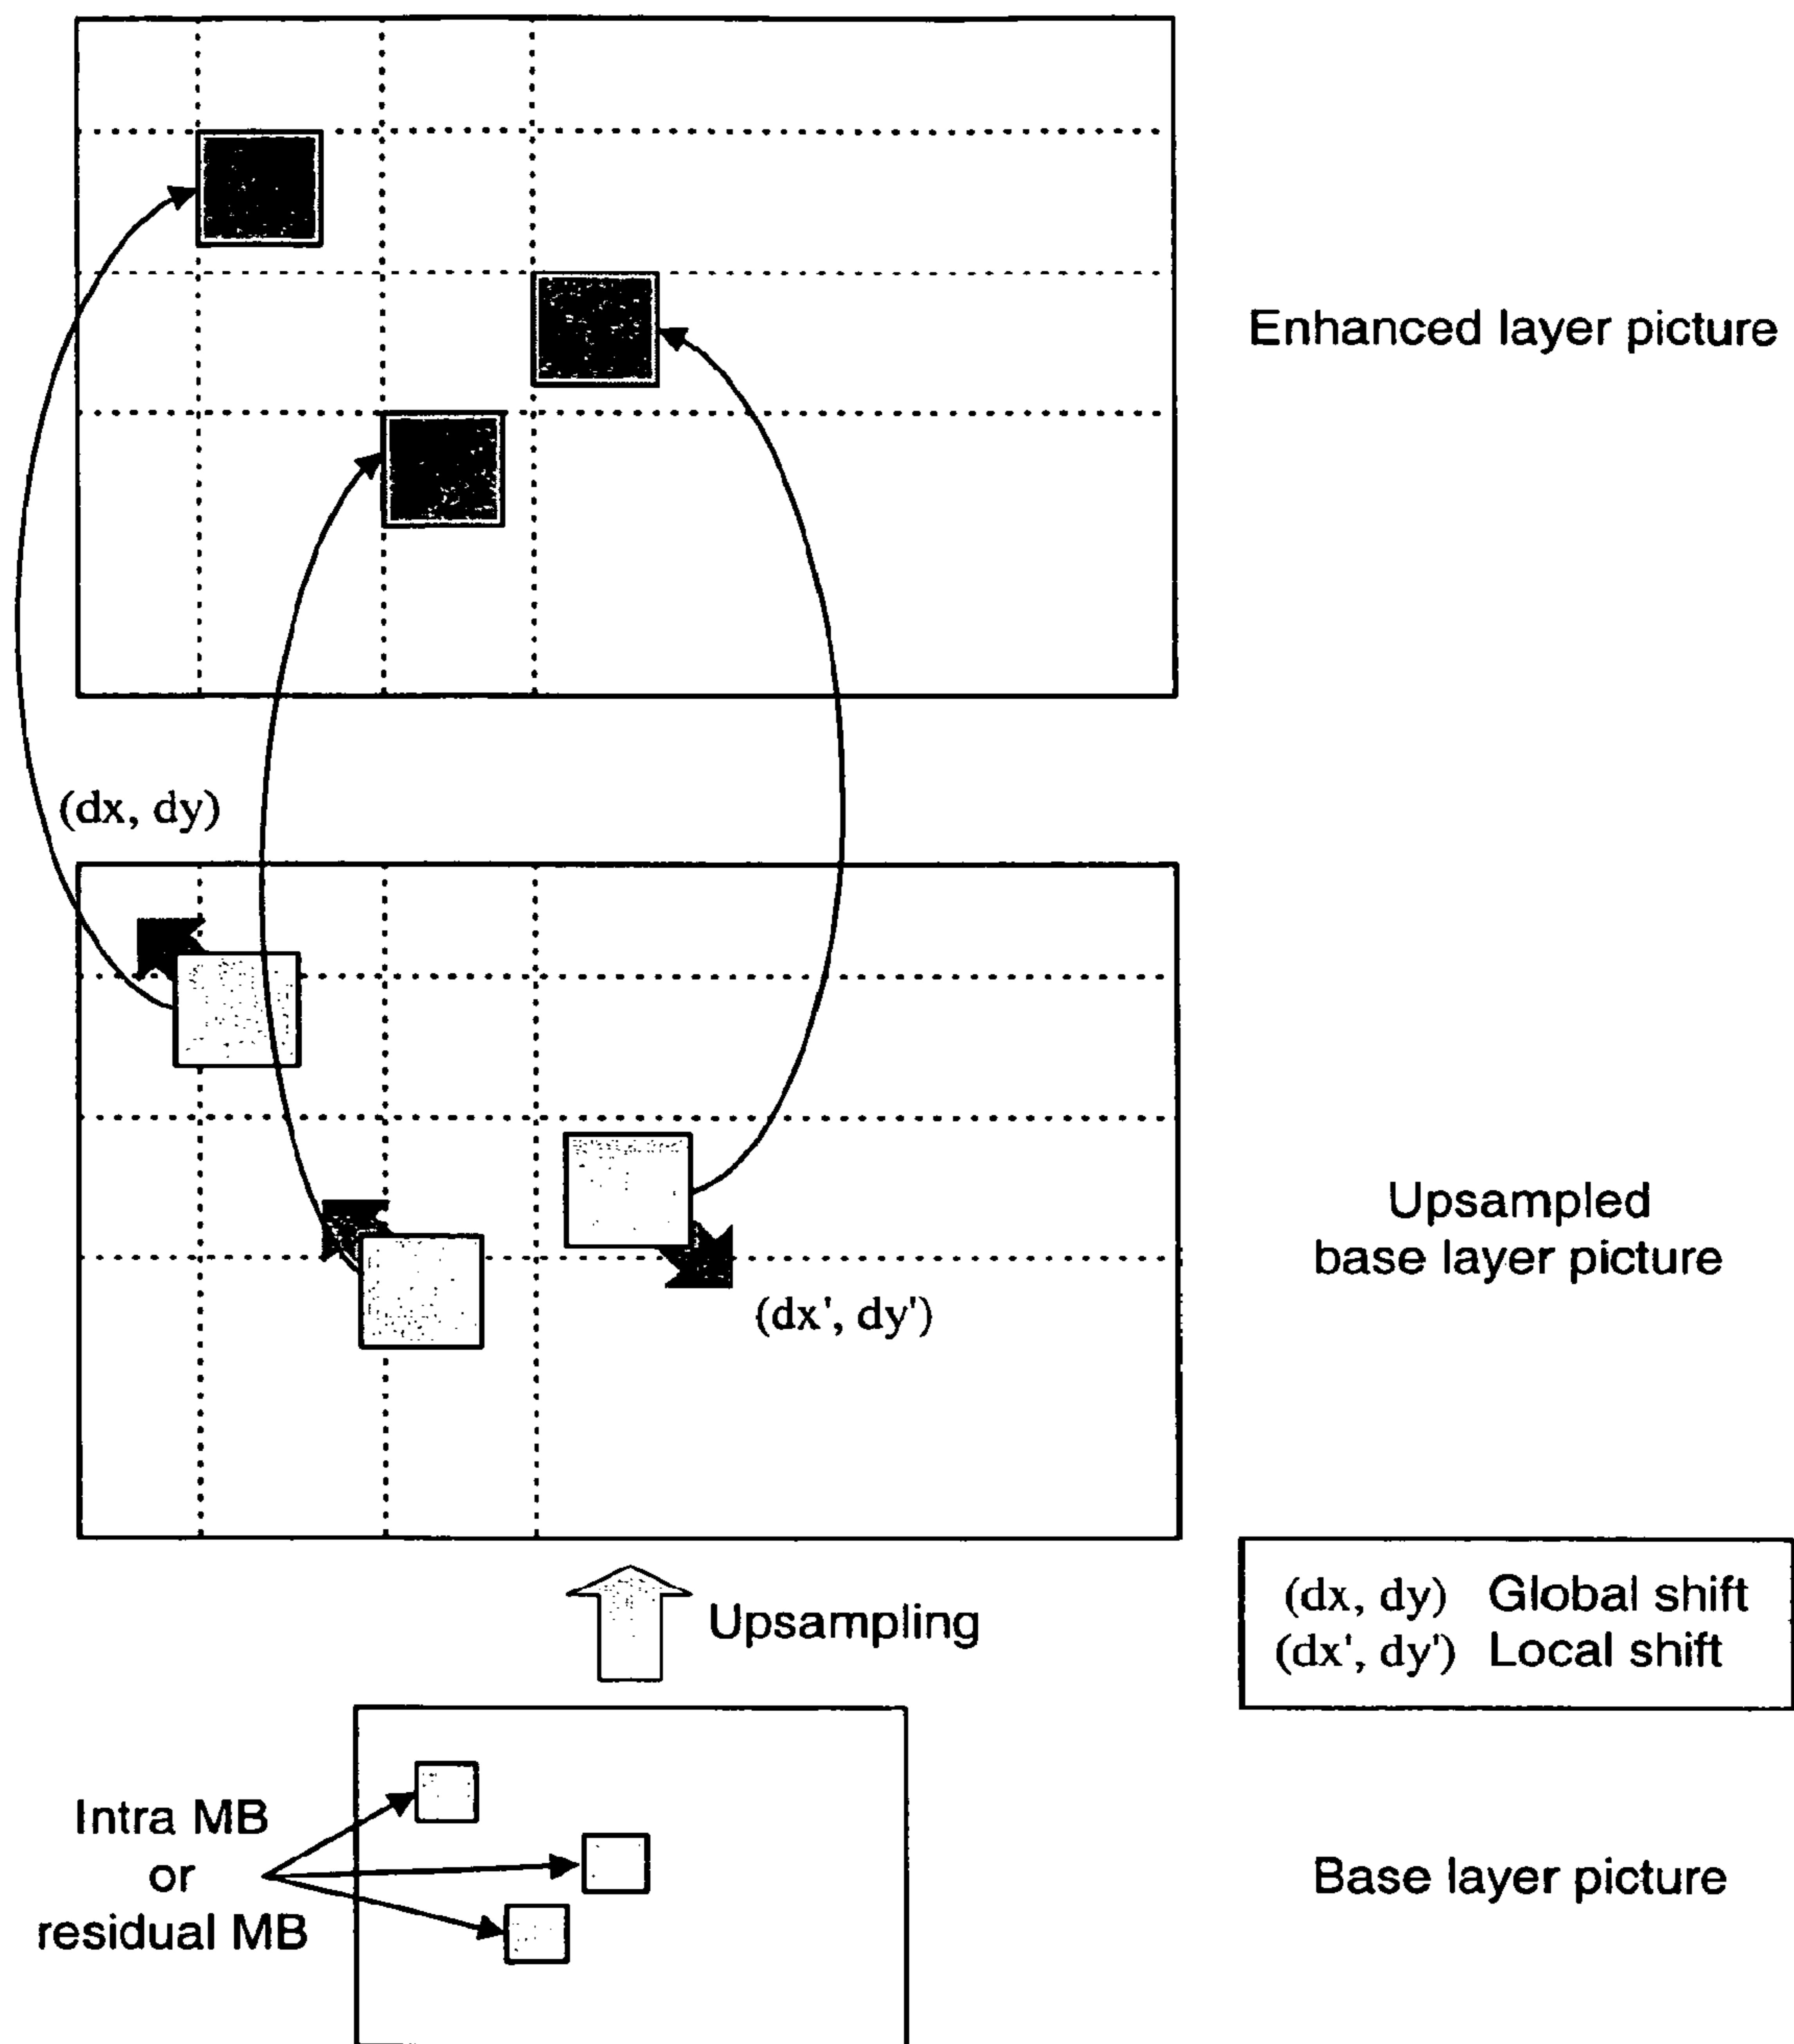 Enhanced layer picture
(dx, dy)
Upsampled
base layer picture
(dx', dy')
(dx, dy) Global shift
(dx', dy') Local shift
Upsampling
Intra MB
or
residual MB
Base layer picture